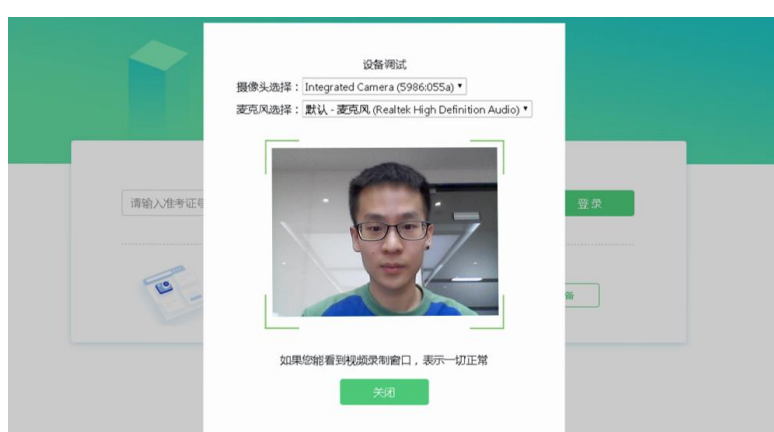 设备调试
摄像头选择：Integrated Camera (5986:055a)
麦克风选择：默认 - 麦克风 (Realtek High Definition Audio)
请输入准考证号
登录
备
如果您能看到视频录制窗口，表示一切正常
关闭